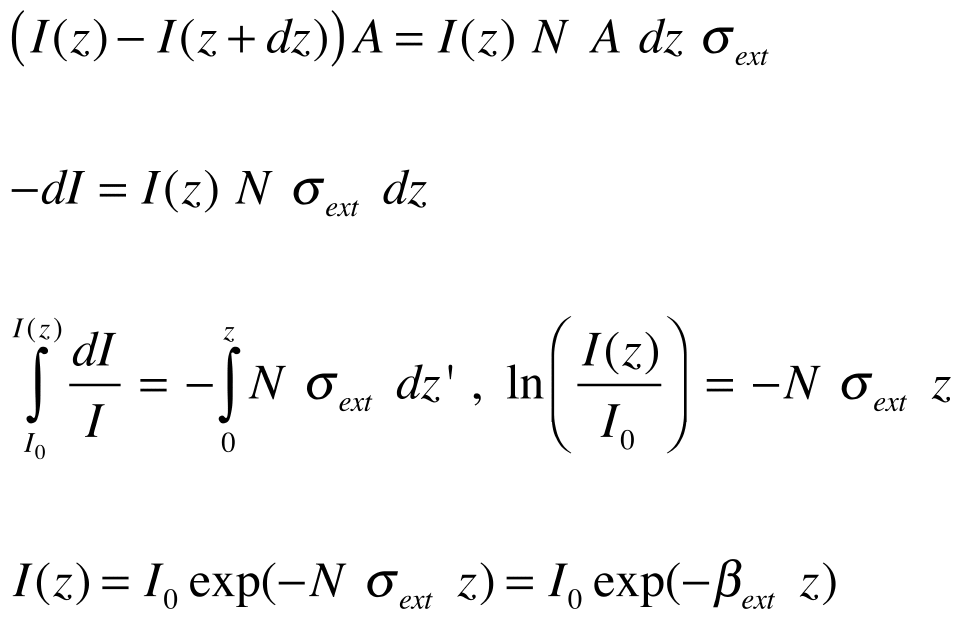 (I(z) − I(z + dz)) A = I(z) N A dz σ_ext
−dI = I(z) N σ_ext dz
∫_{I_0}^{I(z)} dI/I = −∫_0^z N σ_ext dz' , ln(I(z)/I_0) = −N σ_ext z
I(z) = I_0 exp(−N σ_ext z) = I_0 exp(−β_ext z)